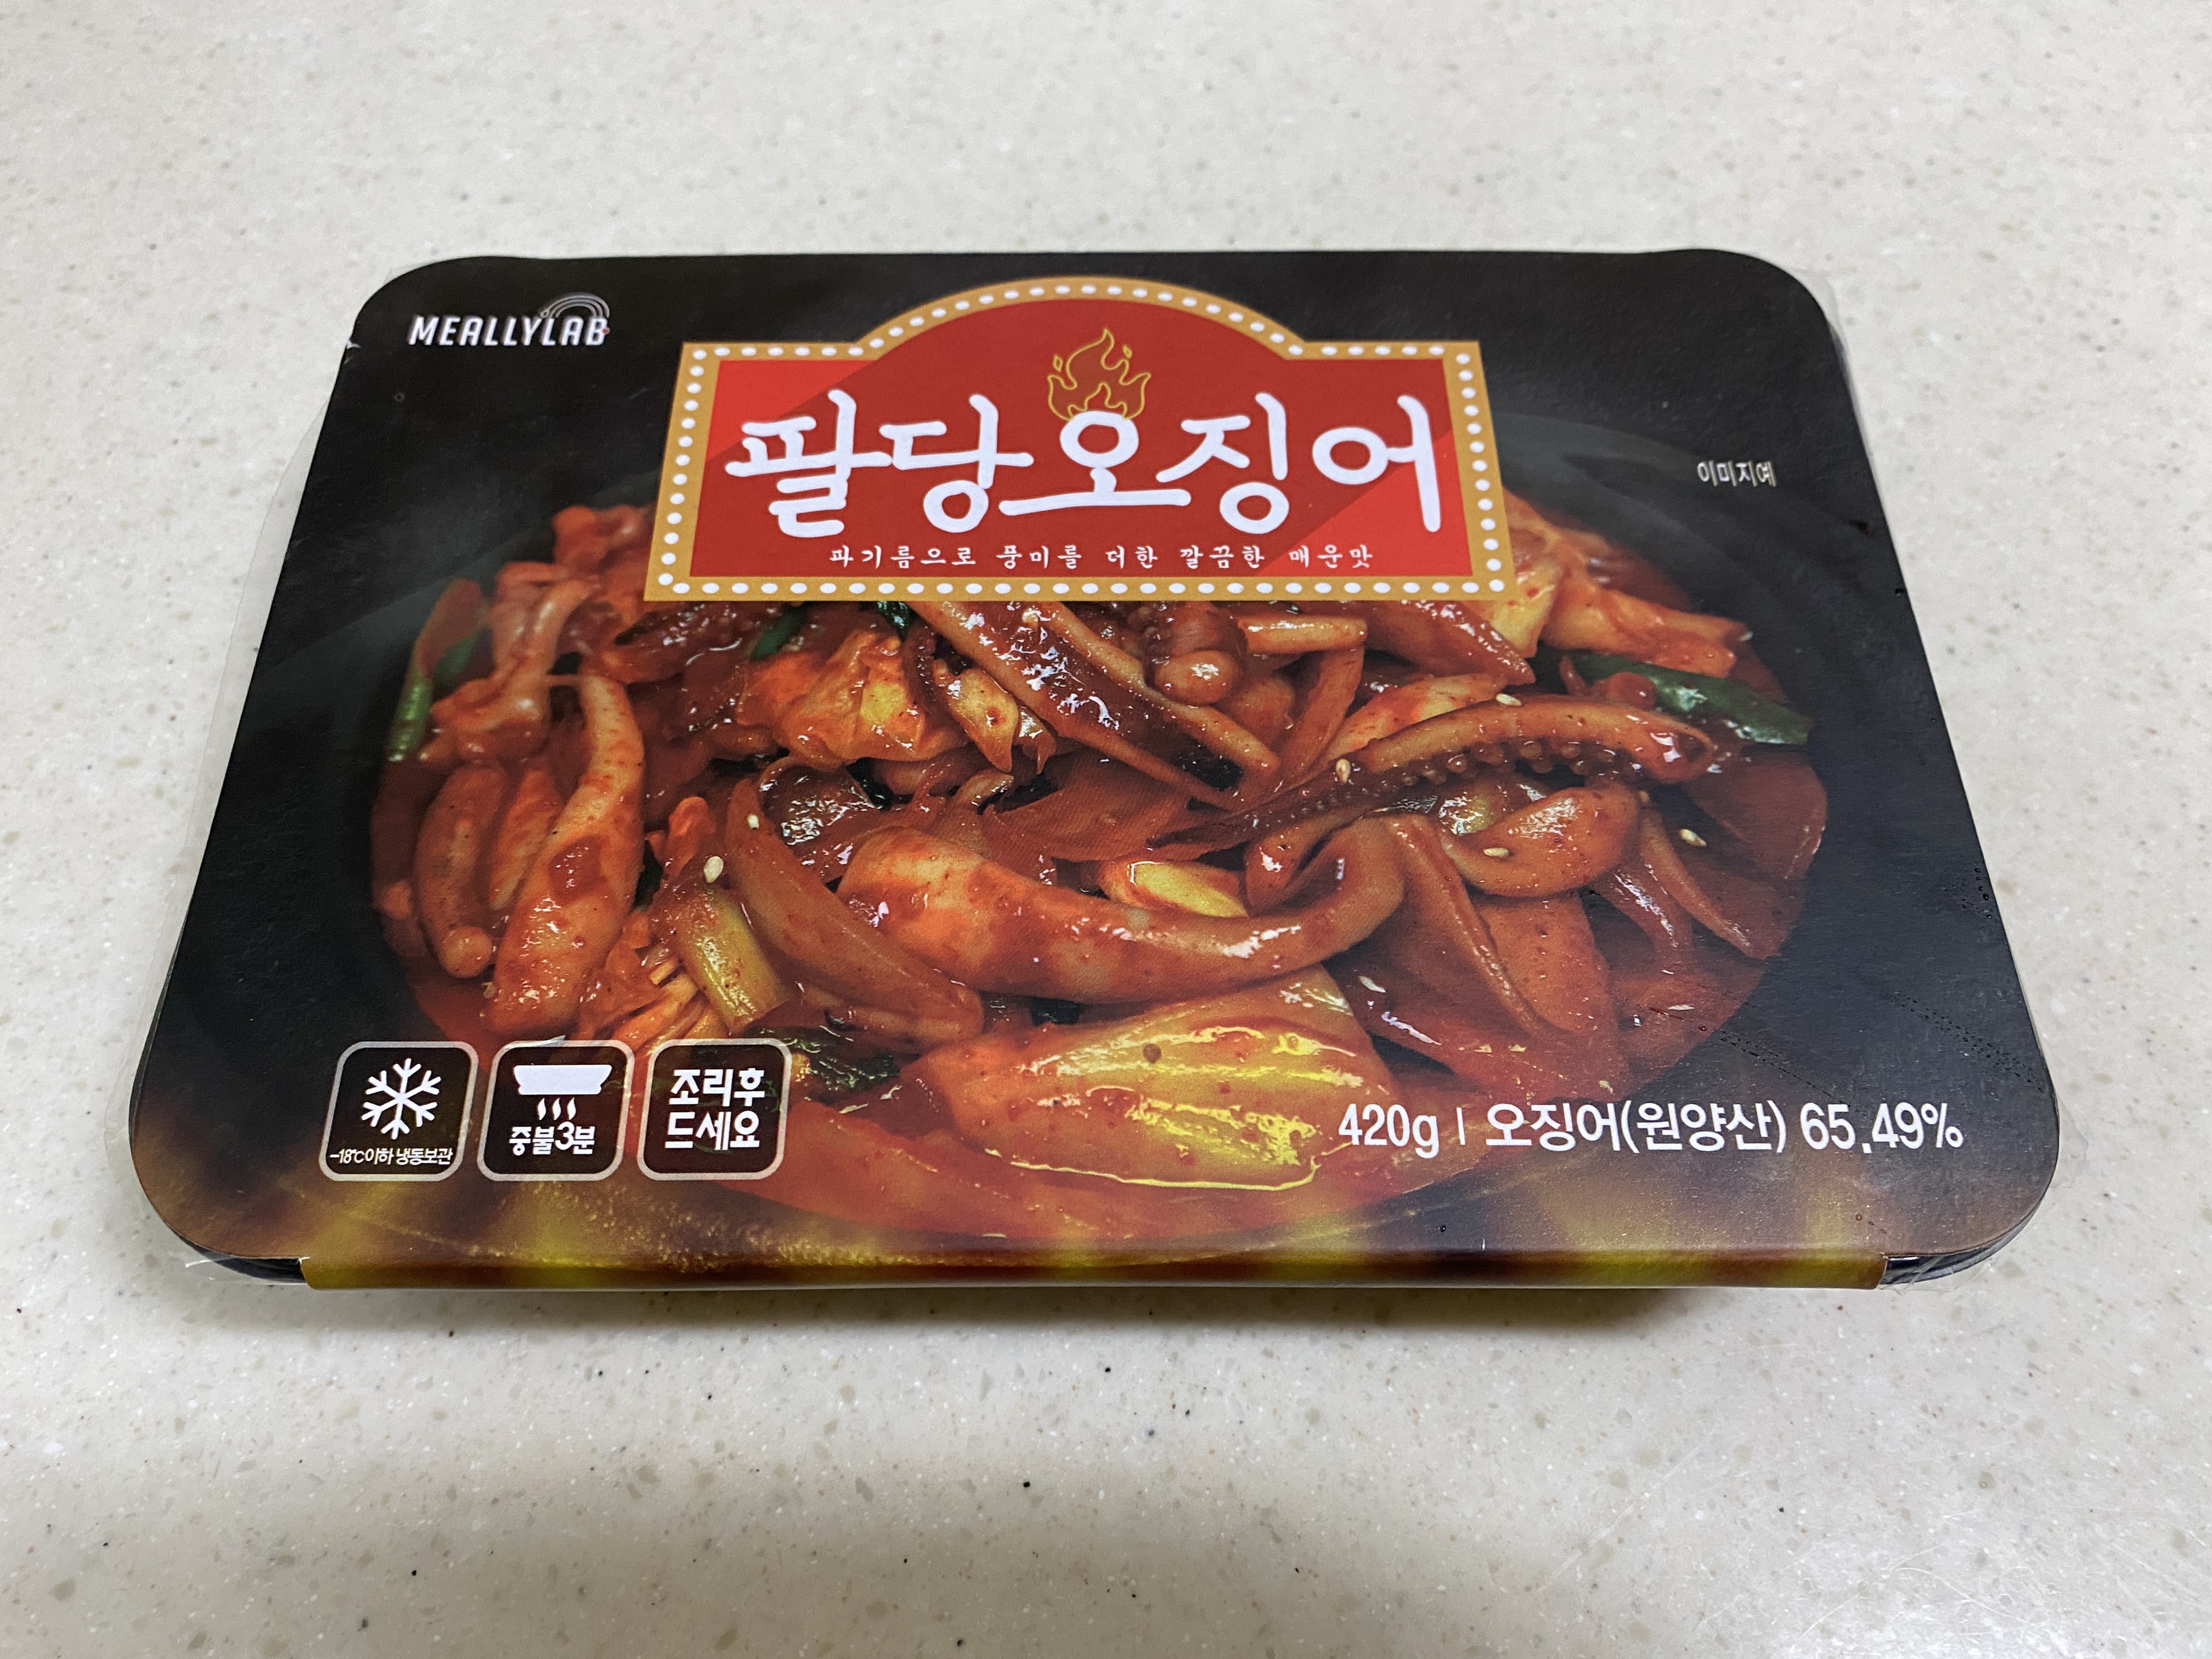 MEALLYLAB
팔당오징어
파기름으로 풍미를 더한 깔끔한 매운맛
이미지예
-18℃이하 냉동보관
중불3분
조리후
드세요
420g | 오징어(원양산) 65.49%